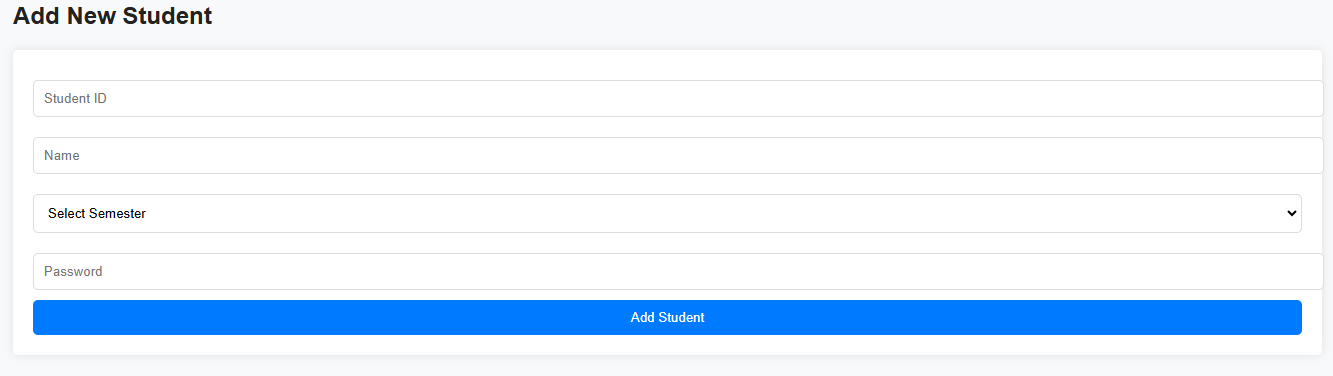 Add New Student
Student ID
Name
Select Semester
Password
Add Student